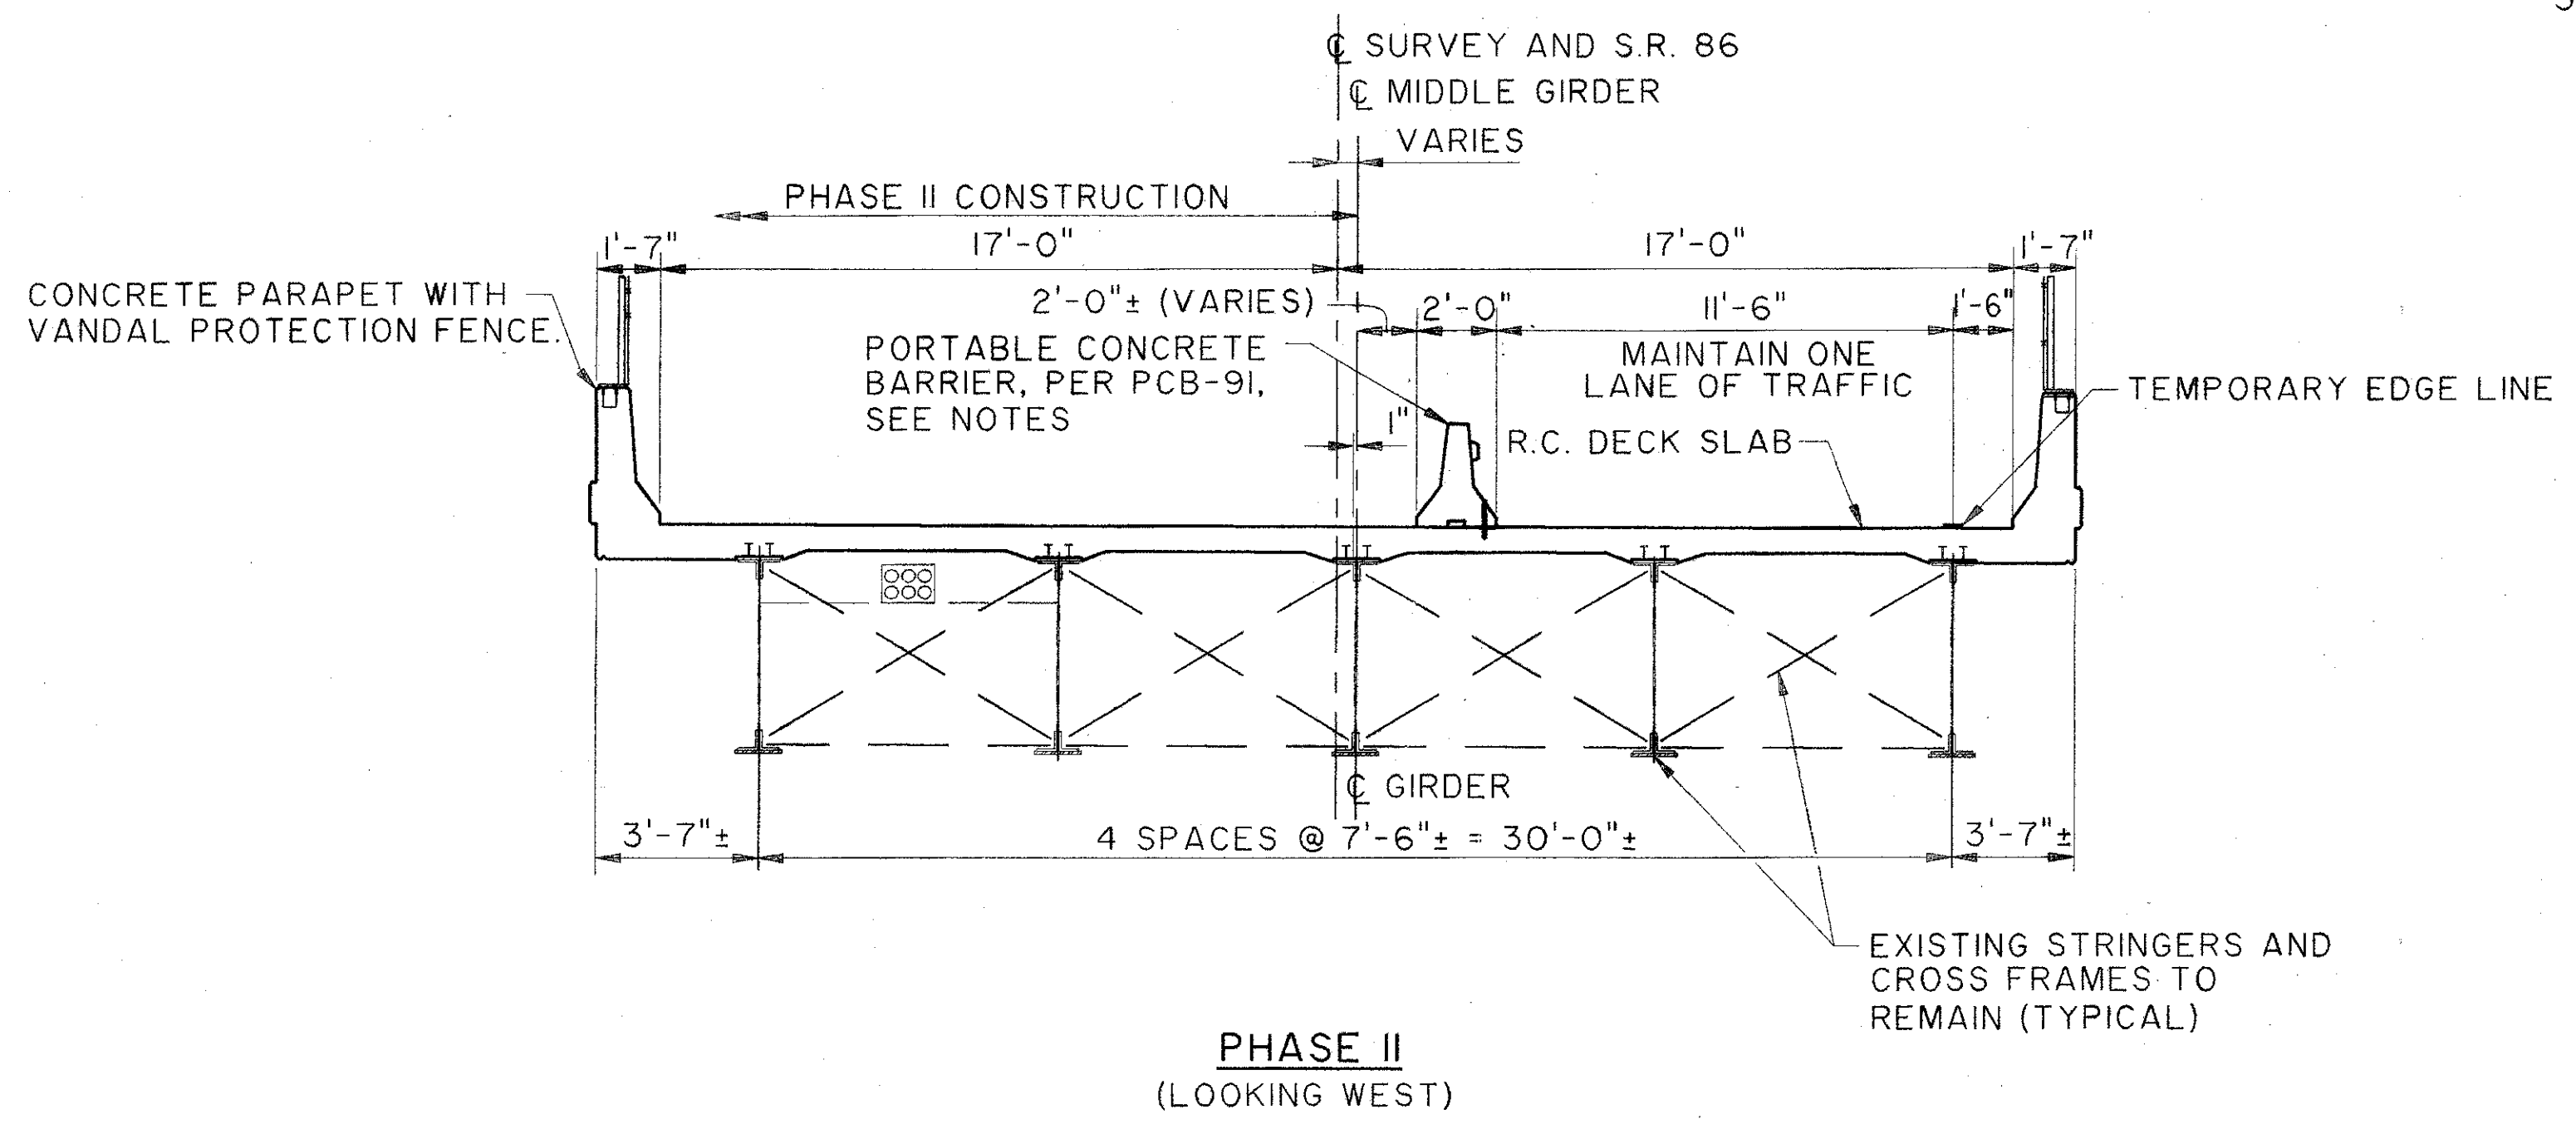 ℄ SURVEY AND S.R. 86
℄ MIDDLE GIRDER
VARIES
PHASE II CONSTRUCTION
1'-7"
17'-0"
17'-0"
1'-7"
CONCRETE PARAPET WITH
VANDAL PROTECTION FENCE.
2'-0"± (VARIES)
2'-0"
11'-6"
1'-6"
PORTABLE CONCRETE
BARRIER, PER PCB-91,
SEE NOTES
MAINTAIN ONE
LANE OF TRAFFIC
TEMPORARY EDGE LINE
1"
R.C. DECK SLAB
℄ GIRDER
3'-7"±
4 SPACES @ 7'-6"± = 30'-0"±
3'-7"±
EXISTING STRINGERS AND
CROSS FRAMES TO
REMAIN (TYPICAL)
PHASE II
(LOOKING WEST)